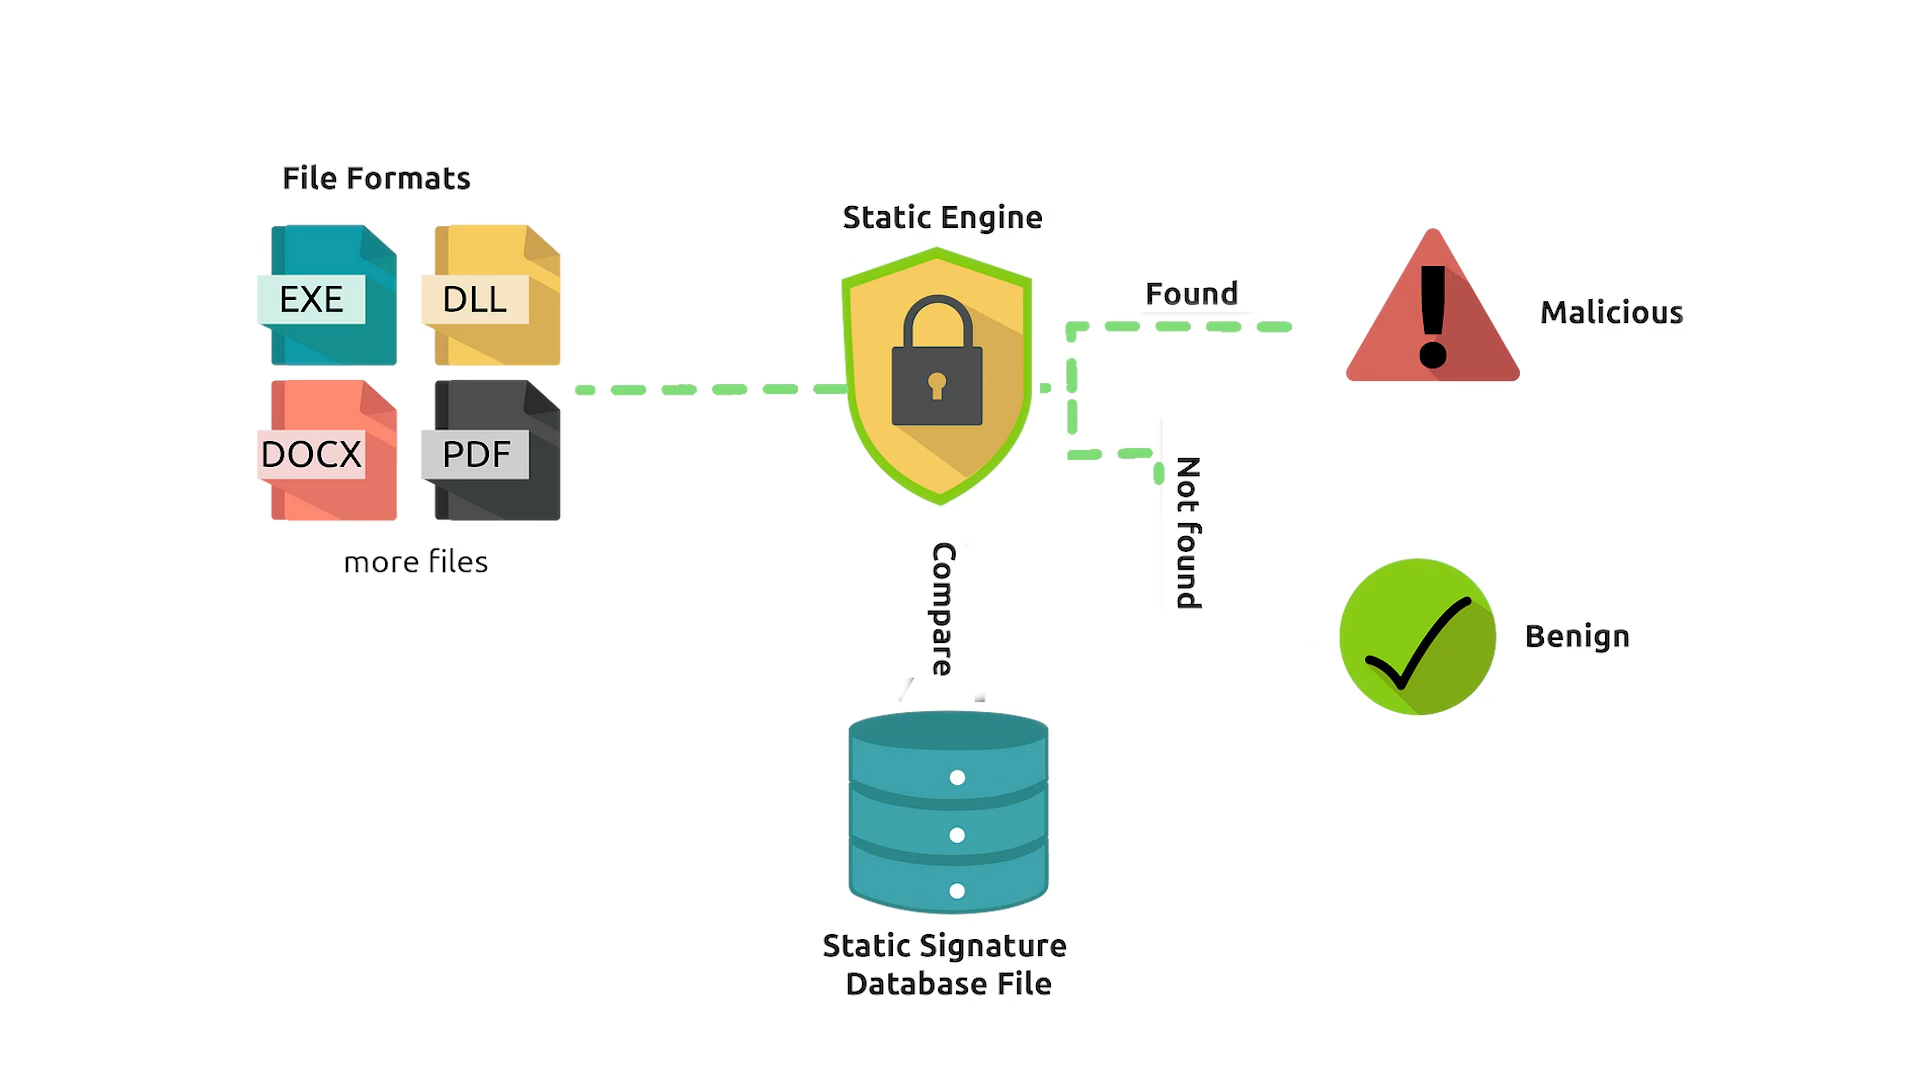 File Formats
EXE
DLL
DOCX
PDF
more files
Static Engine
Compare
Static Signature
Database File
Found
Not found
Malicious
Benign